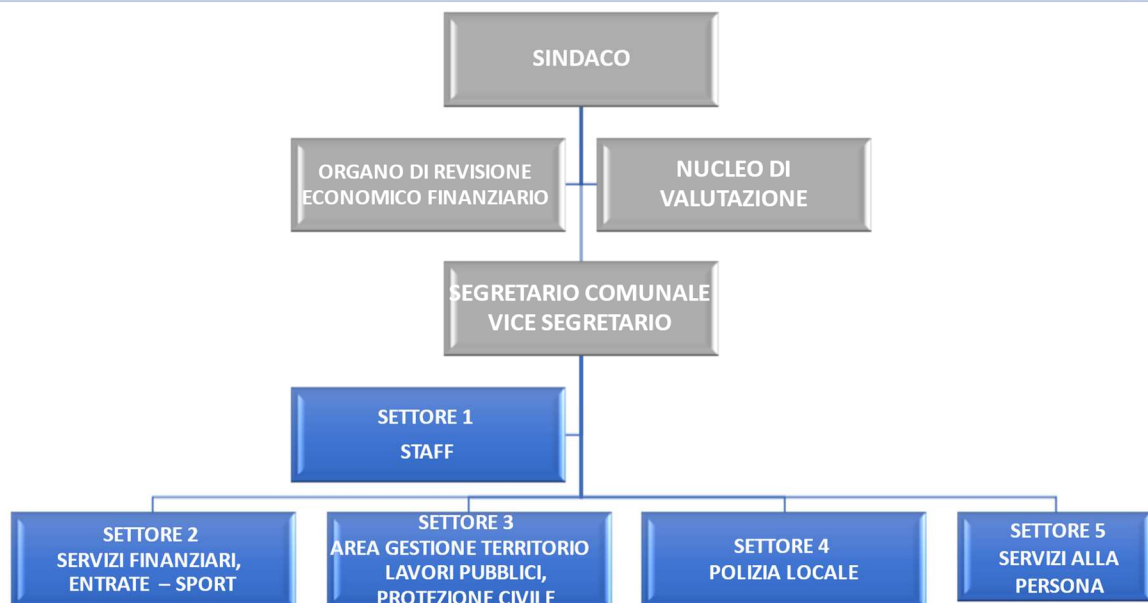 SINDACO
ORGANO DI REVISIONE
ECONOMICO FINANZIARIO
NUCLEO DI
VALUTAZIONE
SEGRETARIO COMUNALE
VICE SEGRETARIO
SETTORE 1
STAFF
SETTORE 2
SERVIZI FINANZIARI,
ENTRATE – SPORT
SETTORE 3
AREA GESTIONE TERRITORIO
LAVORI PUBBLICI,
PROTEZIONE CIVILE
SETTORE 4
POLIZIA LOCALE
SETTORE 5
SERVIZI ALLA
PERSONA